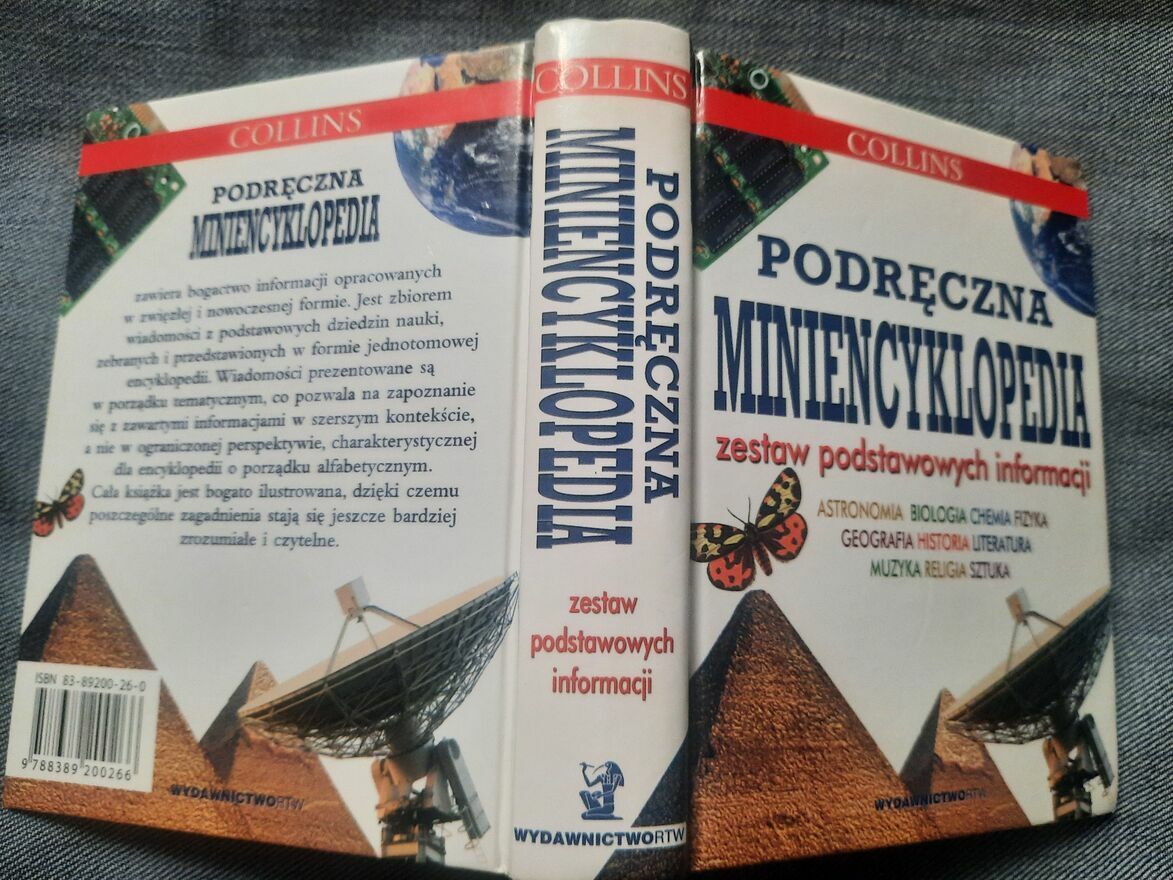 COLLINS
PODRĘCZNA
MINIENCYKLOPEDIA
zawiera bogactwo informacji opracowanych
w zwięzłej i nowoczesnej formie. Jest zbiorem
wiadomości z podstawowych dziedzin nauki,
zebranych i przedstawionych w formie jednotomowej
encyklopedii. Wiadomości prezentowane są
w porządku tematycznym, co pozwala na zapoznanie
się z zawartymi informacjami w szerszym kontekście,
a nie w ograniczonej perspektywie, charakterystycznej
dla encyklopedii o porządku alfabetycznym.
Cała książka jest bogato ilustrowana, dzięki czemu
poszczególne zagadnienia stają się jeszcze bardziej
zrozumiałe i czytelne.
ISBN 83-89200-26-0
9788389200266
WYDAWNICTWORTW
COLLINS
PODRĘCZNA
MINIENCYKLOPEDIA
zestaw
podstawowych
informacji
WYDAWNICTWORTW
COLLINS
PODRĘCZNA
MINIENCYKLOPEDIA
zestaw podstawowych informacji
ASTRONOMIA BIOLOGIA CHEMIA FIZYKA
GEOGRAFIA HISTORIA LITERATURA
MUZYKA RELIGIA SZTUKA
WYDAWNICTWORTW